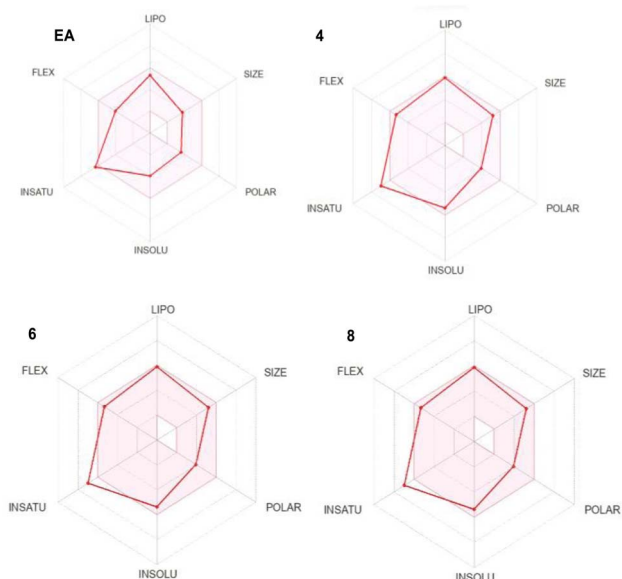 EA
LIPO
FLEX
SIZE
INSATU
POLAR
INSOLU
4
LIPO
FLEX
SIZE
INSATU
POLAR
INSOLU
6
LIPO
FLEX
SIZE
INSATU
POLAR
INSOLU
8
LIPO
FLEX
SIZE
INSATU
POLAR
INSOLU